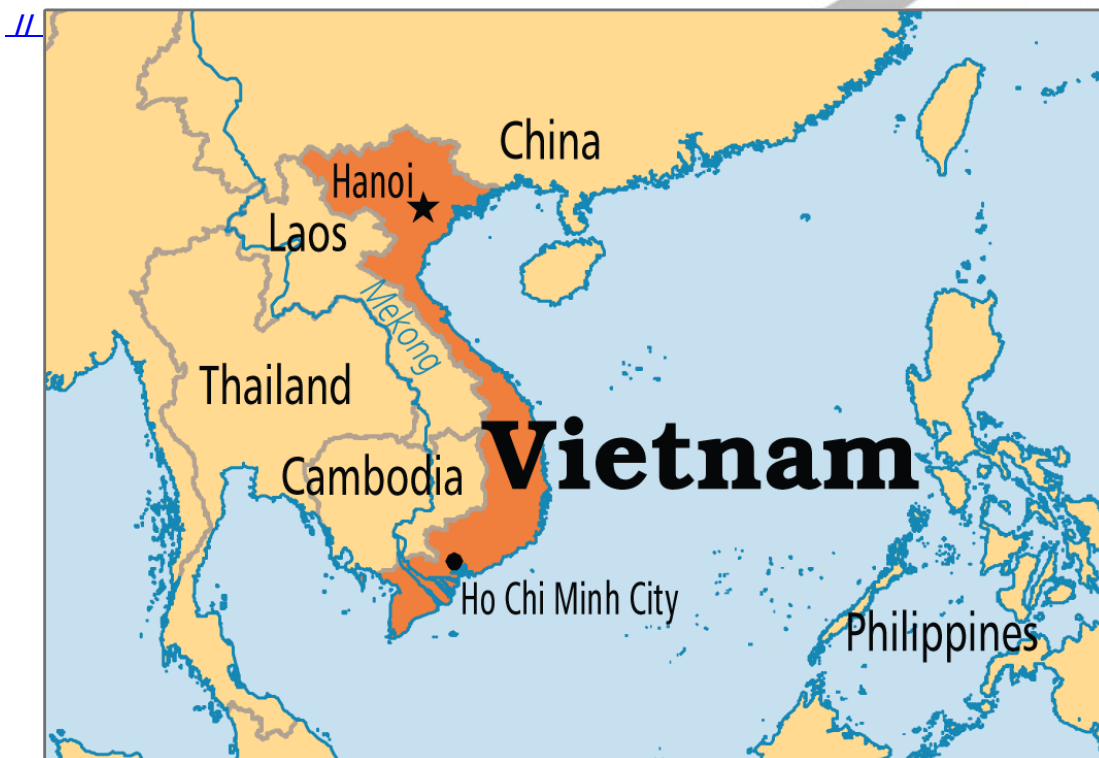 //
China
Hanoi
Laos
Mekong
Thailand
Vietnam
Cambodia
Ho Chi Minh City
Philippines